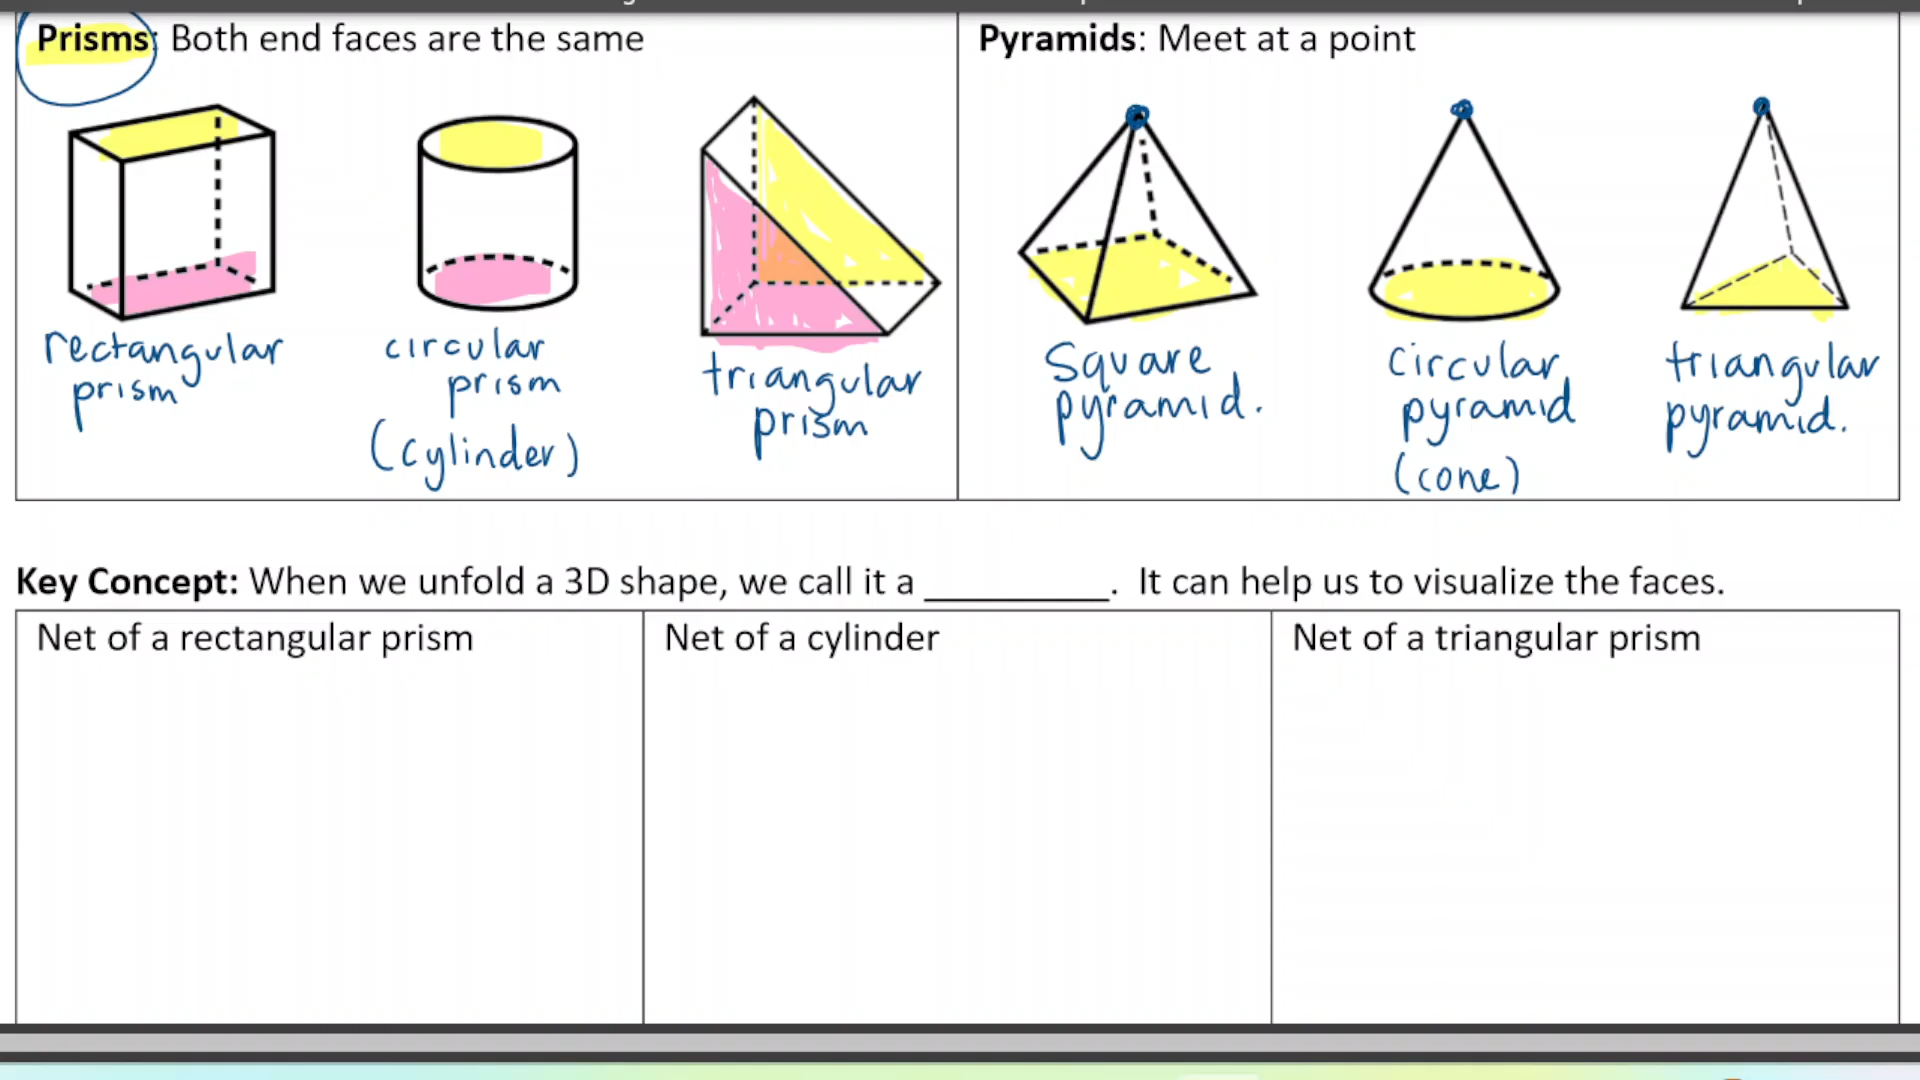 Prisms: Both end faces are the same
rectangular
prism
circular
prism
(cylinder)
triangular
prism
Pyramids: Meet at a point
Square
pyramid.
circular
pyramid
(cone)
triangular
pyramid.
Key Concept: When we unfold a 3D shape, we call it a __________. It can help us to visualize the faces.
Net of a rectangular prism
Net of a cylinder
Net of a triangular prism